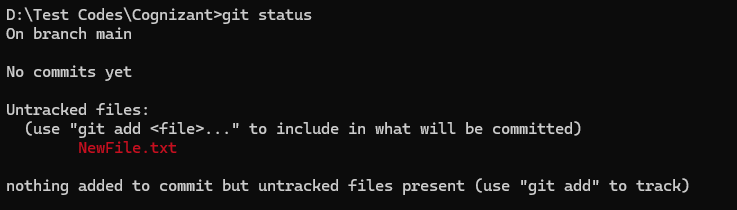 D:\Test Codes\Cognizant>git status
On branch main
No commits yet
Untracked files:
(use "git add <file>..." to include in what will be committed)
NewFile.txt
nothing added to commit but untracked files present (use "git add" to track)